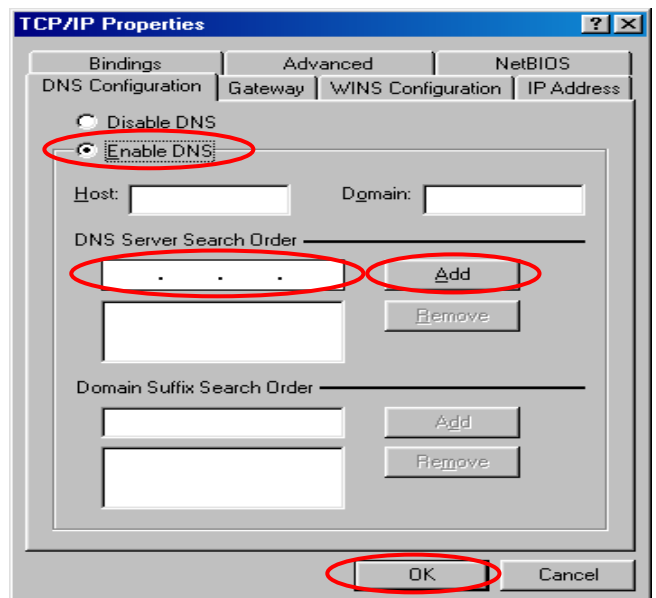 TCP/IP Properties
? ×
Bindings Advanced NetBIOS
DNS Configuration Gateway WINS Configuration IP Address
Disable DNS
Enable DNS
Host: Domain:
DNS Server Search Order
. . . Add
Remove
Domain Suffix Search Order
Add
Remove
OK Cancel